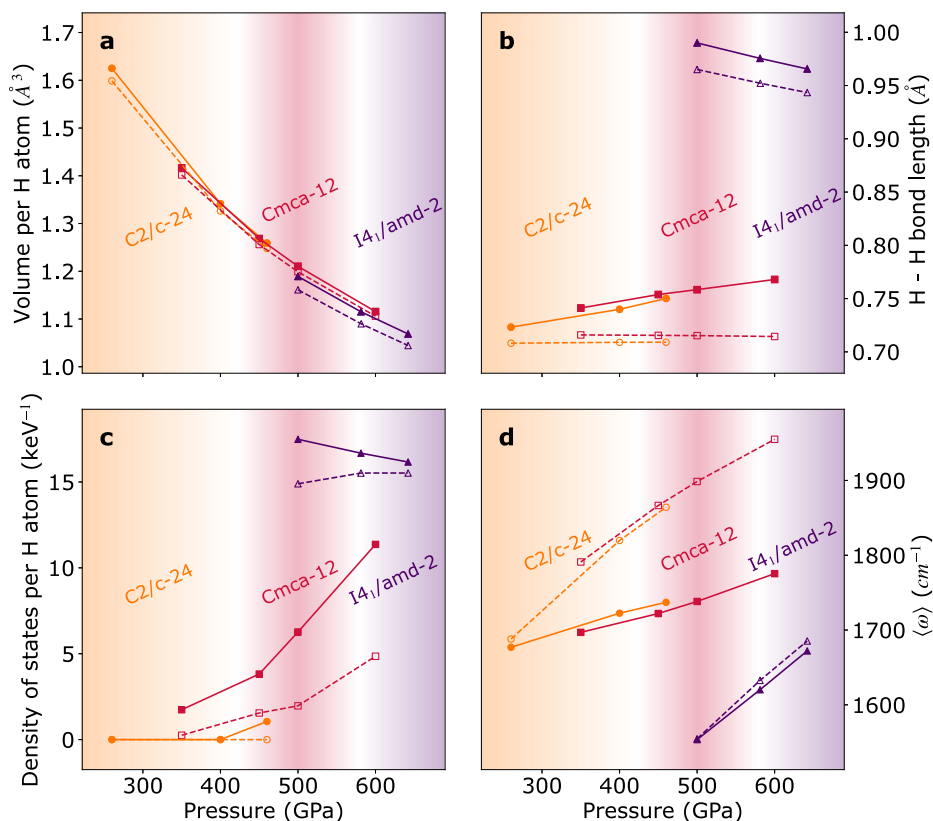 a
1.7
1.6
1.5
1.4
1.3
1.2
1.1
1.0
Volume per H atom (Å³)
C2/c-24
Cmca-12
I4₁/amd-2
b
1.00
0.95
0.90
0.85
0.80
0.75
0.70
H - H bond length (Å)
C2/c-24
Cmca-12
I4₁/amd-2
c
15
10
5
0
Density of states per H atom (keV⁻¹)
C2/c-24
Cmca-12
I4₁/amd-2
300
400
500
600
Pressure (GPa)
d
1900
1800
1700
1600
⟨ω⟩ (cm⁻¹)
C2/c-24
Cmca-12
I4₁/amd-2
300
400
500
600
Pressure (GPa)